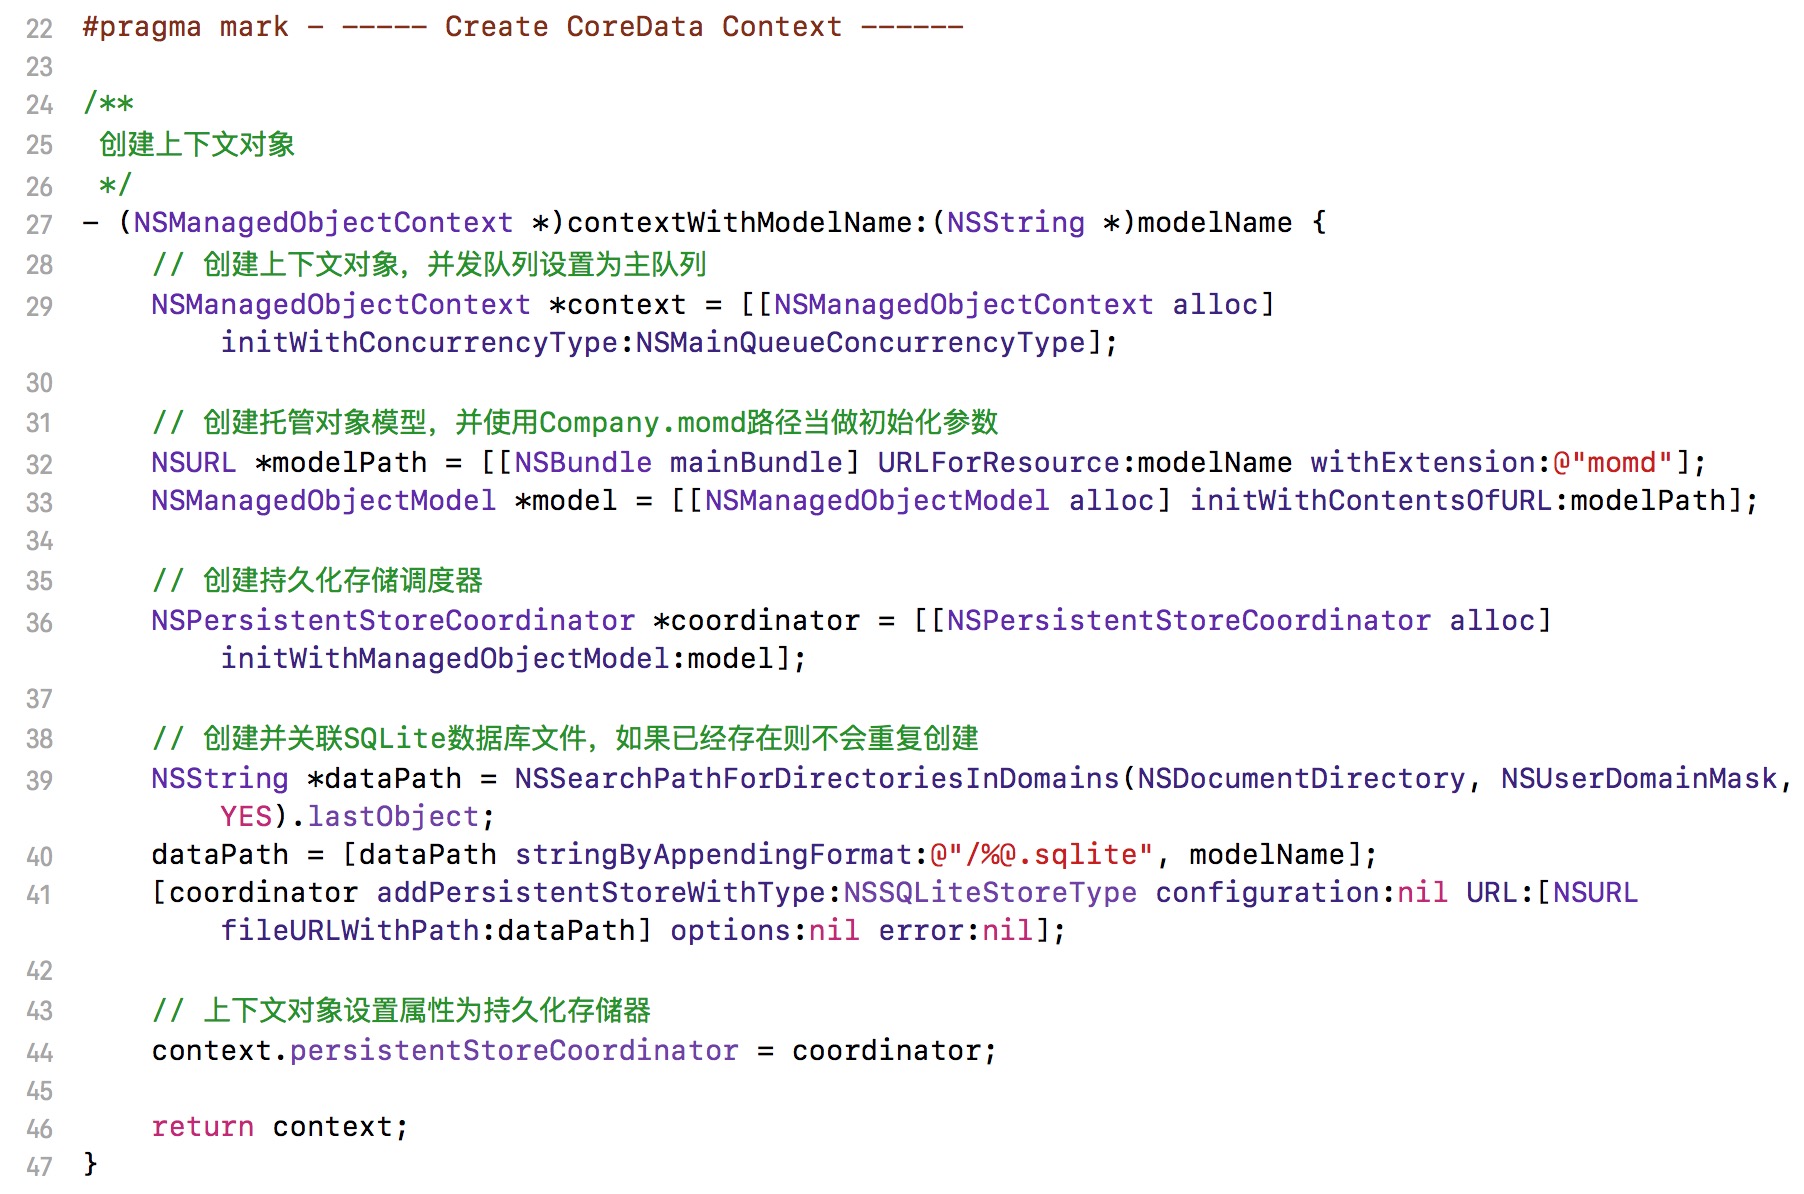 22 #pragma mark - ----- Create CoreData Context ------
23
24 /**
25  创建上下文对象
26  */
27 - (NSManagedObjectContext *)contextWithModelName:(NSString *)modelName {
28     // 创建上下文对象，并发队列设置为主队列
29     NSManagedObjectContext *context = [[NSManagedObjectContext alloc]
        initWithConcurrencyType:NSMainQueueConcurrencyType];
30
31     // 创建托管对象模型，并使用Company.momd路径当做初始化参数
32     NSURL *modelPath = [[NSBundle mainBundle] URLForResource:modelName withExtension:@"momd"];
33     NSManagedObjectModel *model = [[NSManagedObjectModel alloc] initWithContentsOfURL:modelPath];
34
35     // 创建持久化存储调度器
36     NSPersistentStoreCoordinator *coordinator = [[NSPersistentStoreCoordinator alloc]
        initWithManagedObjectModel:model];
37
38     // 创建并关联SQLite数据库文件，如果已经存在则不会重复创建
39     NSString *dataPath = NSSearchPathForDirectoriesInDomains(NSDocumentDirectory, NSUserDomainMask,
        YES).lastObject;
40     dataPath = [dataPath stringByAppendingFormat:@"/%@.sqlite", modelName];
41     [coordinator addPersistentStoreWithType:NSSQLiteStoreType configuration:nil URL:[NSURL
        fileURLWithPath:dataPath] options:nil error:nil];
42
43     // 上下文对象设置属性为持久化存储器
44     context.persistentStoreCoordinator = coordinator;
45
46     return context;
47 }